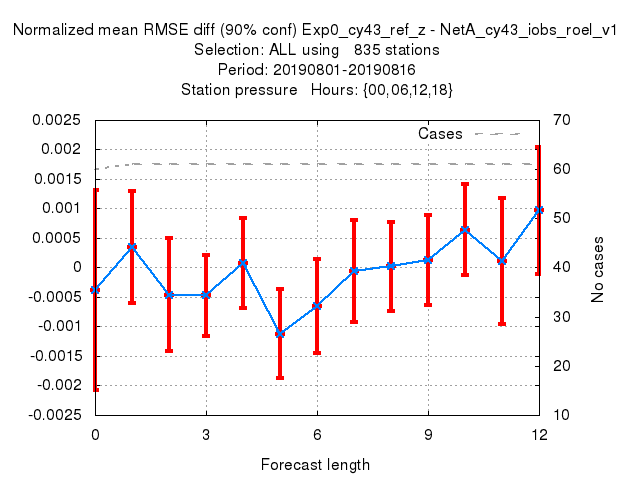 Normalized mean RMSE diff (90% conf) Exp0_cy43_ref_z - NetA_cy43_iobs_roel_v1
Selection: ALL using 835 stations
Period: 20190801-20190816
Station pressure Hours: {00,06,12,18}
Cases
0.0025
0.002
0.0015
0.001
0.0005
0
-0.0005
-0.001
-0.0015
-0.002
-0.0025
70
60
50
40
30
20
10
No cases
0 3 6 9 12
Forecast length